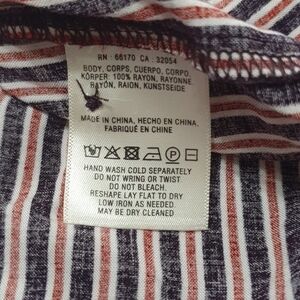 RN : 66170 CA : 32054
BODY, CORPS, CUERPO, CORPO,
KÖRPER: 100% RAYON, RAYONNE,
RAYÓN, RAION, KUNSTSEIDE
MADE IN CHINA, HECHO EN CHINA,
FABRIQUÉ EN CHINE
P
HAND WASH COLD SEPARATELY
DO NOT WRING OR TWIST
DO NOT BLEACH.
RESHAPE LAY FLAT TO DRY
LOW IRON AS NEEDED.
MAY BE DRY CLEANED